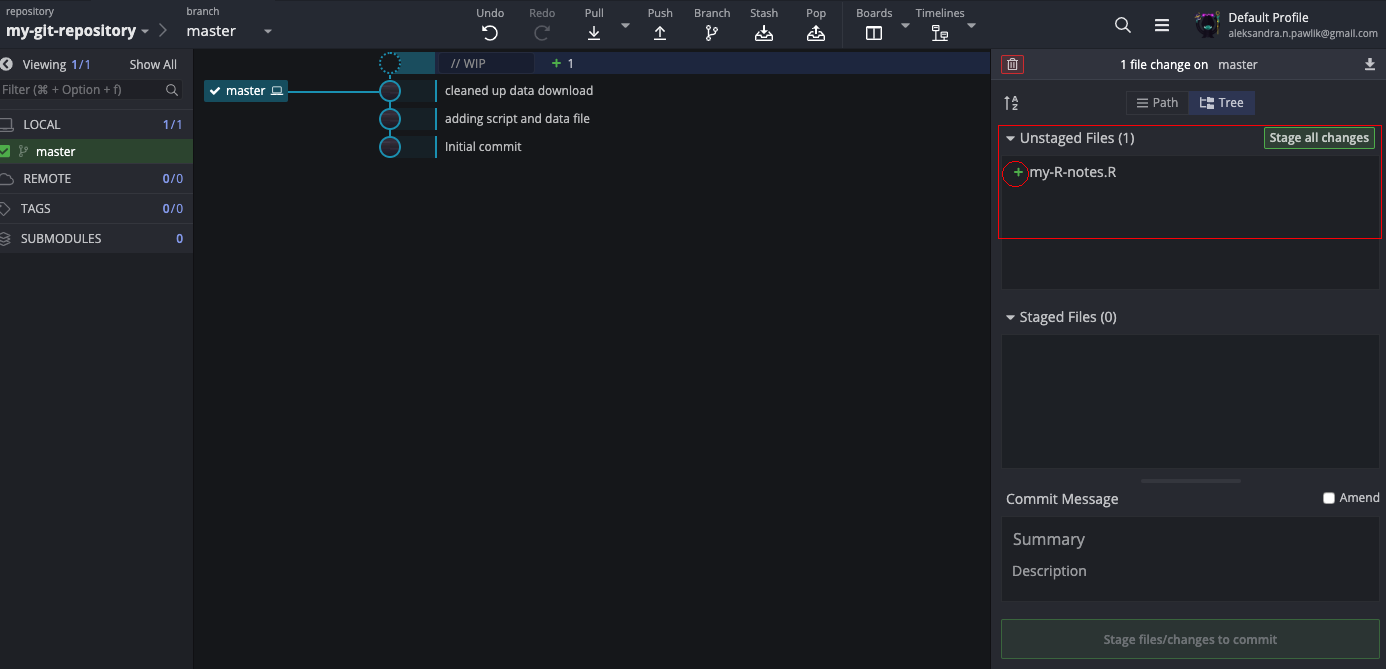 repository
my-git-repository
branch
master
Undo
Redo
Pull
Push
Branch
Stash
Pop
Boards
Timelines
Default Profile
aleksandra.n.pawlik@gmail.com
Viewing 1/1
Show All
Filter (⌘ + Option + f)
LOCAL 1/1
master
REMOTE 0/0
TAGS 0/0
SUBMODULES 0
// WIP
+ 1
master
cleaned up data download
adding script and data file
Initial commit
1 file change on master
Path
Tree
Unstaged Files (1)
Stage all changes
+ my-R-notes.R
Staged Files (0)
Commit Message
Amend
Summary
Description
Stage files/changes to commit